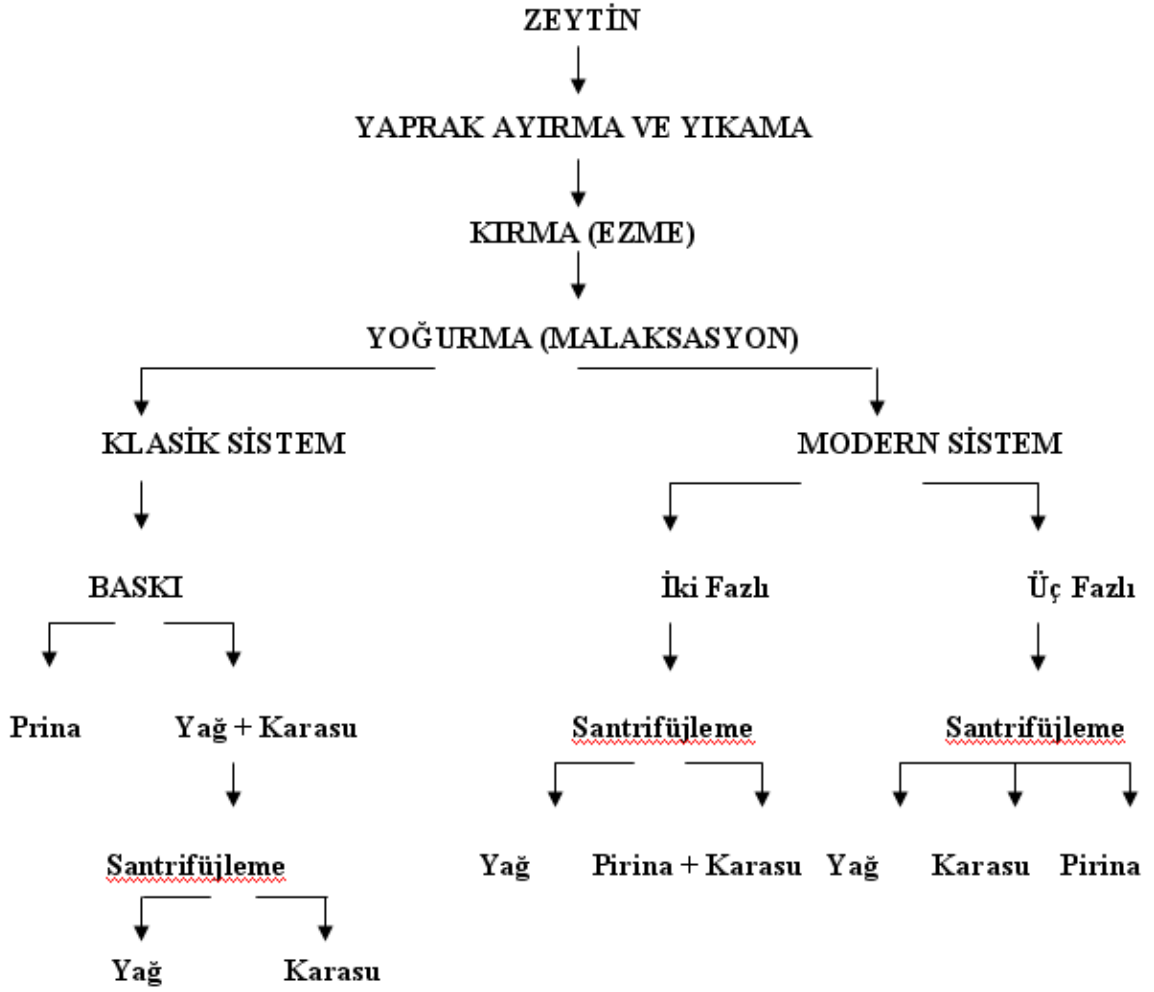 ZEYTİN
YAPRAK AYIRMA VE YIKAMA
KIRMA (EZME)
YOĞURMA (MALAKSASYON)
KLASİK SİSTEM
MODERN SİSTEM
BASKI
İki Fazlı
Üç Fazlı
Prina
Yağ + Karasu
Santrifüjleme
Santrifüjleme
Santrifüjleme
Yağ
Pirina + Karasu
Yağ
Karasu
Pirina
Yağ
Karasu